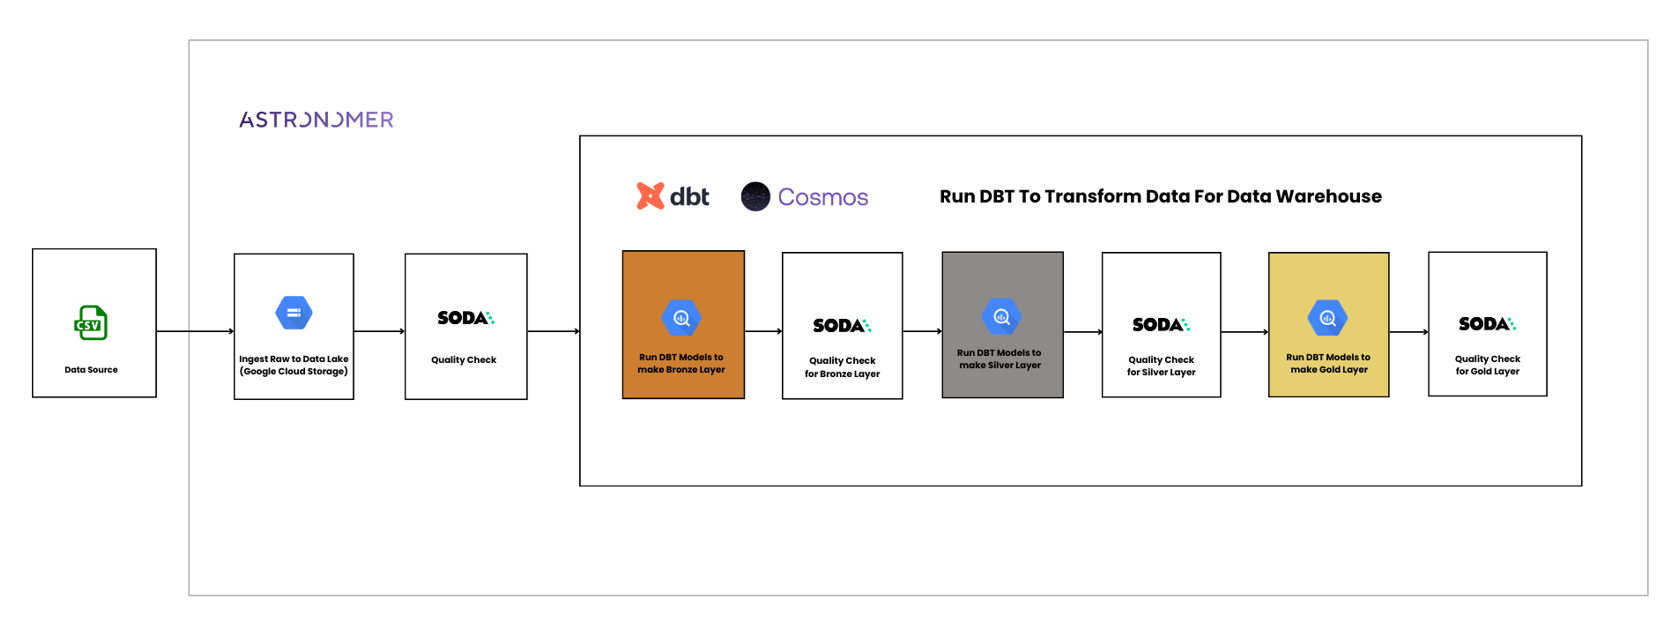 ASTRONOMER
dbt
Cosmos
Run DBT To Transform Data For Data Warehouse
CSV
Data Source
Ingest Raw to Data Lake
(Google Cloud Storage)
SODA
Quality Check
Run DBT Models to
make Bronze Layer
SODA
Quality Check
for Bronze Layer
Run DBT Models to
make Silver Layer
SODA
Quality Check
for Silver Layer
Run DBT Models to
make Gold Layer
SODA
Quality Check
for Gold Layer